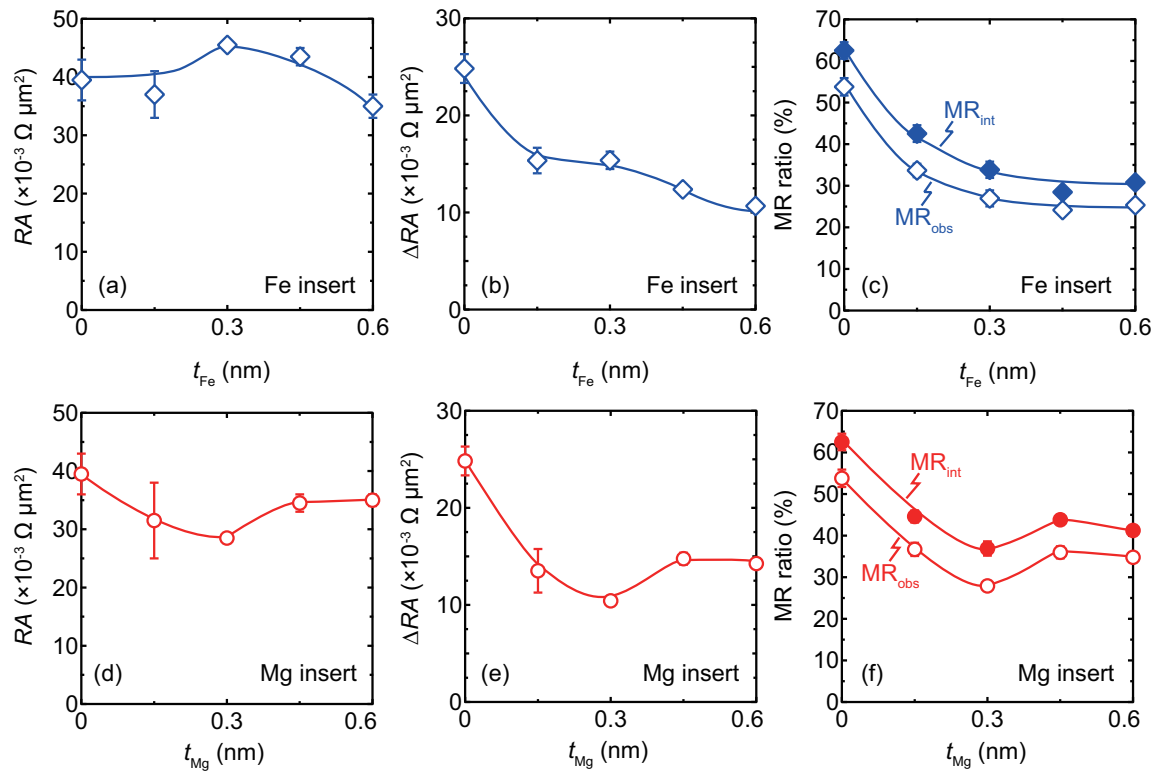 50
40
30
20
10
0
RA (×10⁻³ Ω μm²)
(a)
Fe insert
0
0.3
0.6
t_Fe (nm)
30
20
10
0
ΔRA (×10⁻³ Ω μm²)
(b)
Fe insert
0
0.3
0.6
t_Fe (nm)
70
60
50
40
30
20
10
0
MR ratio (%)
MR_int
MR_obs
(c)
Fe insert
0
0.3
0.6
t_Fe (nm)
50
40
30
20
10
0
RA (×10⁻³ Ω μm²)
(d)
Mg insert
0
0.3
0.6
t_Mg (nm)
30
20
10
0
ΔRA (×10⁻³ Ω μm²)
(e)
Mg insert
0
0.3
0.6
t_Mg (nm)
70
60
50
40
30
20
10
0
MR ratio (%)
MR_int
MR_obs
(f)
Mg insert
0
0.3
0.6
t_Mg (nm)